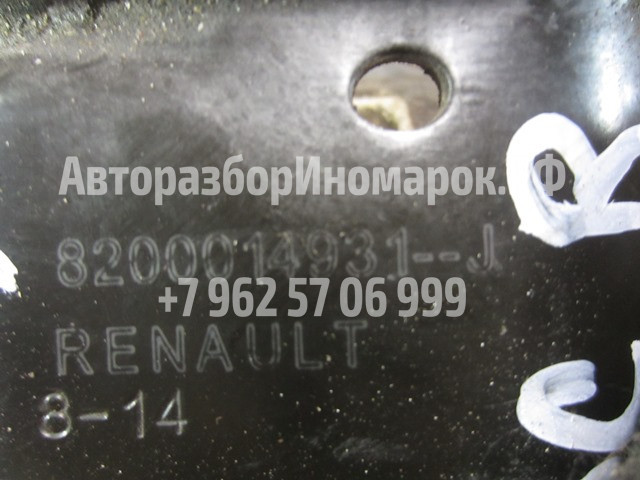 АвторазборИномарок.РФ
8200014931--J
+7 962 57 06 999
RENAULT
8-14